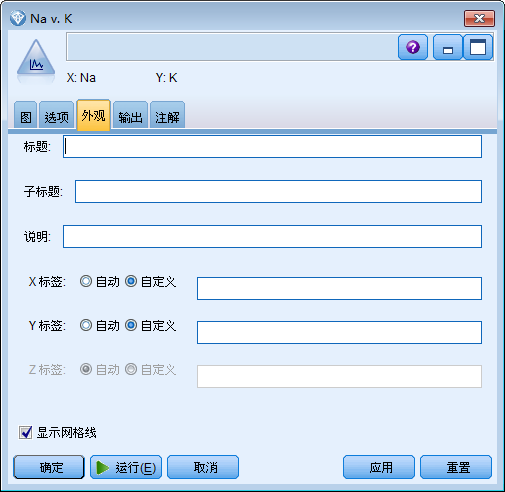 Na v. K
X: Na Y: K
图 选项 外观 输出 注解
标题:
子标题:
说明:
X 标签: 自动 自定义
Y 标签: 自动 自定义
Z 标签: 自动 自定义
显示网格线
确定 运行(E) 取消 应用 重置